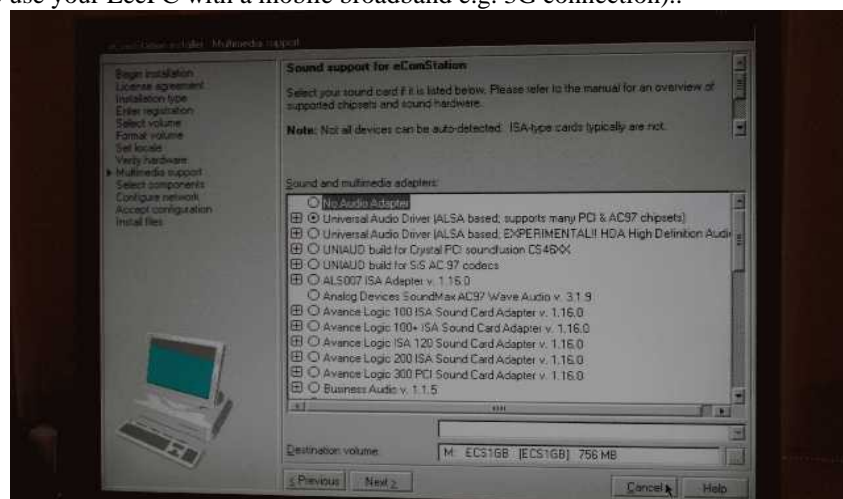 use your EeePC with a mobile broadband e.g. 3G connection)..
eComStation installer - Multimedia support
Begin installation
License agreement
Installation type
Enter registration
Select volume
Format volume
Set locale
Verify hardware
Multimedia support
Select components
Configure network
Accept configuration
Install files
Sound support for eComStation
Select your sound card if it is listed below. Please refer to the manual for an overview of
supported chipsets and sound hardware.
Note: Not all devices can be auto-detected. ISA-type cards typically are not.
Sound and multimedia adapters:
No Audio Adapter
Universal Audio Driver (ALSA based; supports many PCI & AC97 chipsets)
Universal Audio Driver (ALSA based; EXPERIMENTAL!! HDA High Definition Audi
UNIAUD build for Crystal PCI soundfusion CS46XX
UNIAUD build for SiS AC 97 codecs
ALS007 ISA Adapter v. 1.16.0
Analog Devices SoundMax AC97 Wave Audio v. 3.1.9
Avance Logic 100 ISA Sound Card Adapter v. 1.16.0
Avance Logic 100+ ISA Sound Card Adapter v. 1.16.0
Avance Logic ISA 120 Sound Card Adapter v. 1.16.0
Avance Logic 200 ISA Sound Card Adapter v. 1.16.0
Avance Logic 300 PCI Sound Card Adapter v. 1.16.0
Business Audio v. 1.1.5
Destination volume: M: ECS1GB [ECS1GB] 756 MB
< Previous Next > Cancel Help